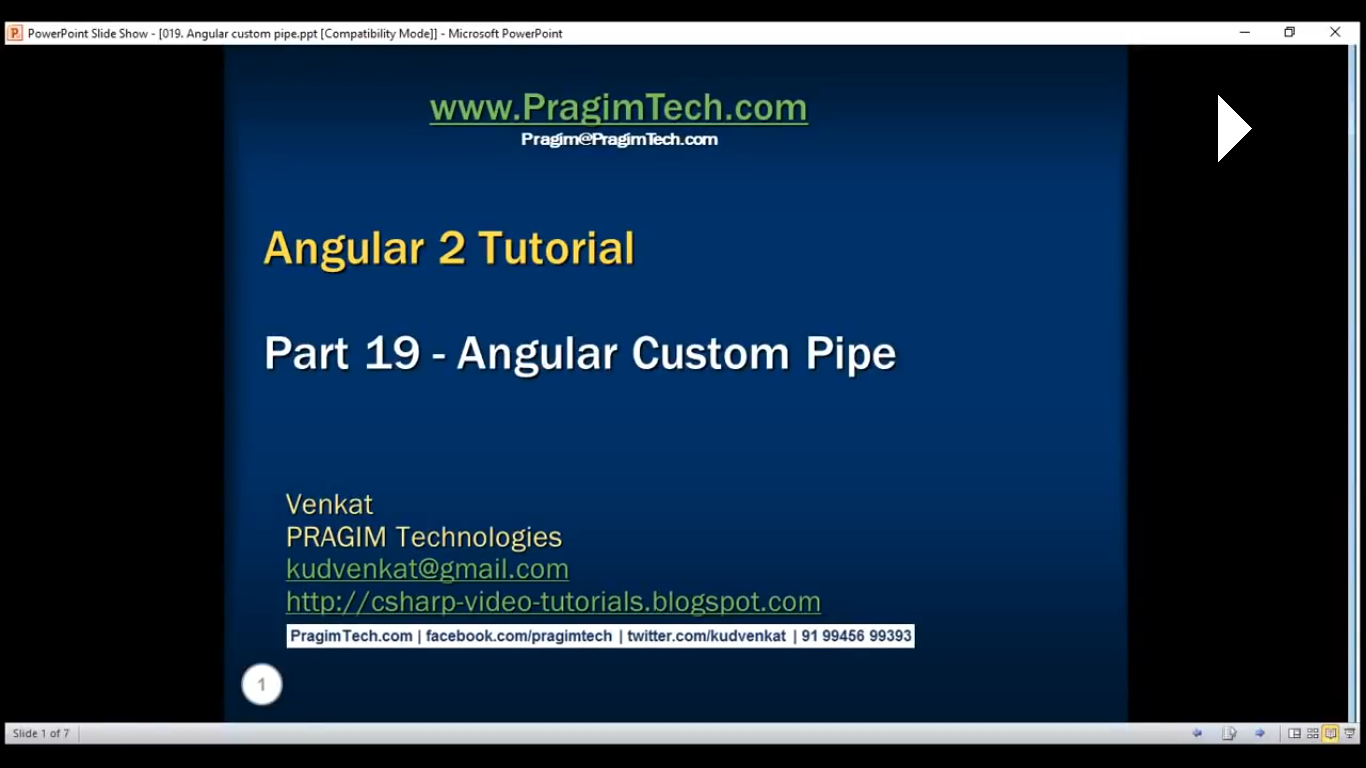 PowerPoint Slide Show - [019. Angular custom pipe.ppt [Compatibility Mode]] - Microsoft PowerPoint
www.PragimTech.com
Pragim@PragimTech.com
Angular 2 Tutorial
Part 19 - Angular Custom Pipe
Venkat
PRAGIM Technologies
kudvenkat@gmail.com
http://csharp-video-tutorials.blogspot.com
PragimTech.com | facebook.com/pragimtech | twitter.com/kudvenkat | 91 99456 99393
1
Slide 1 of 7